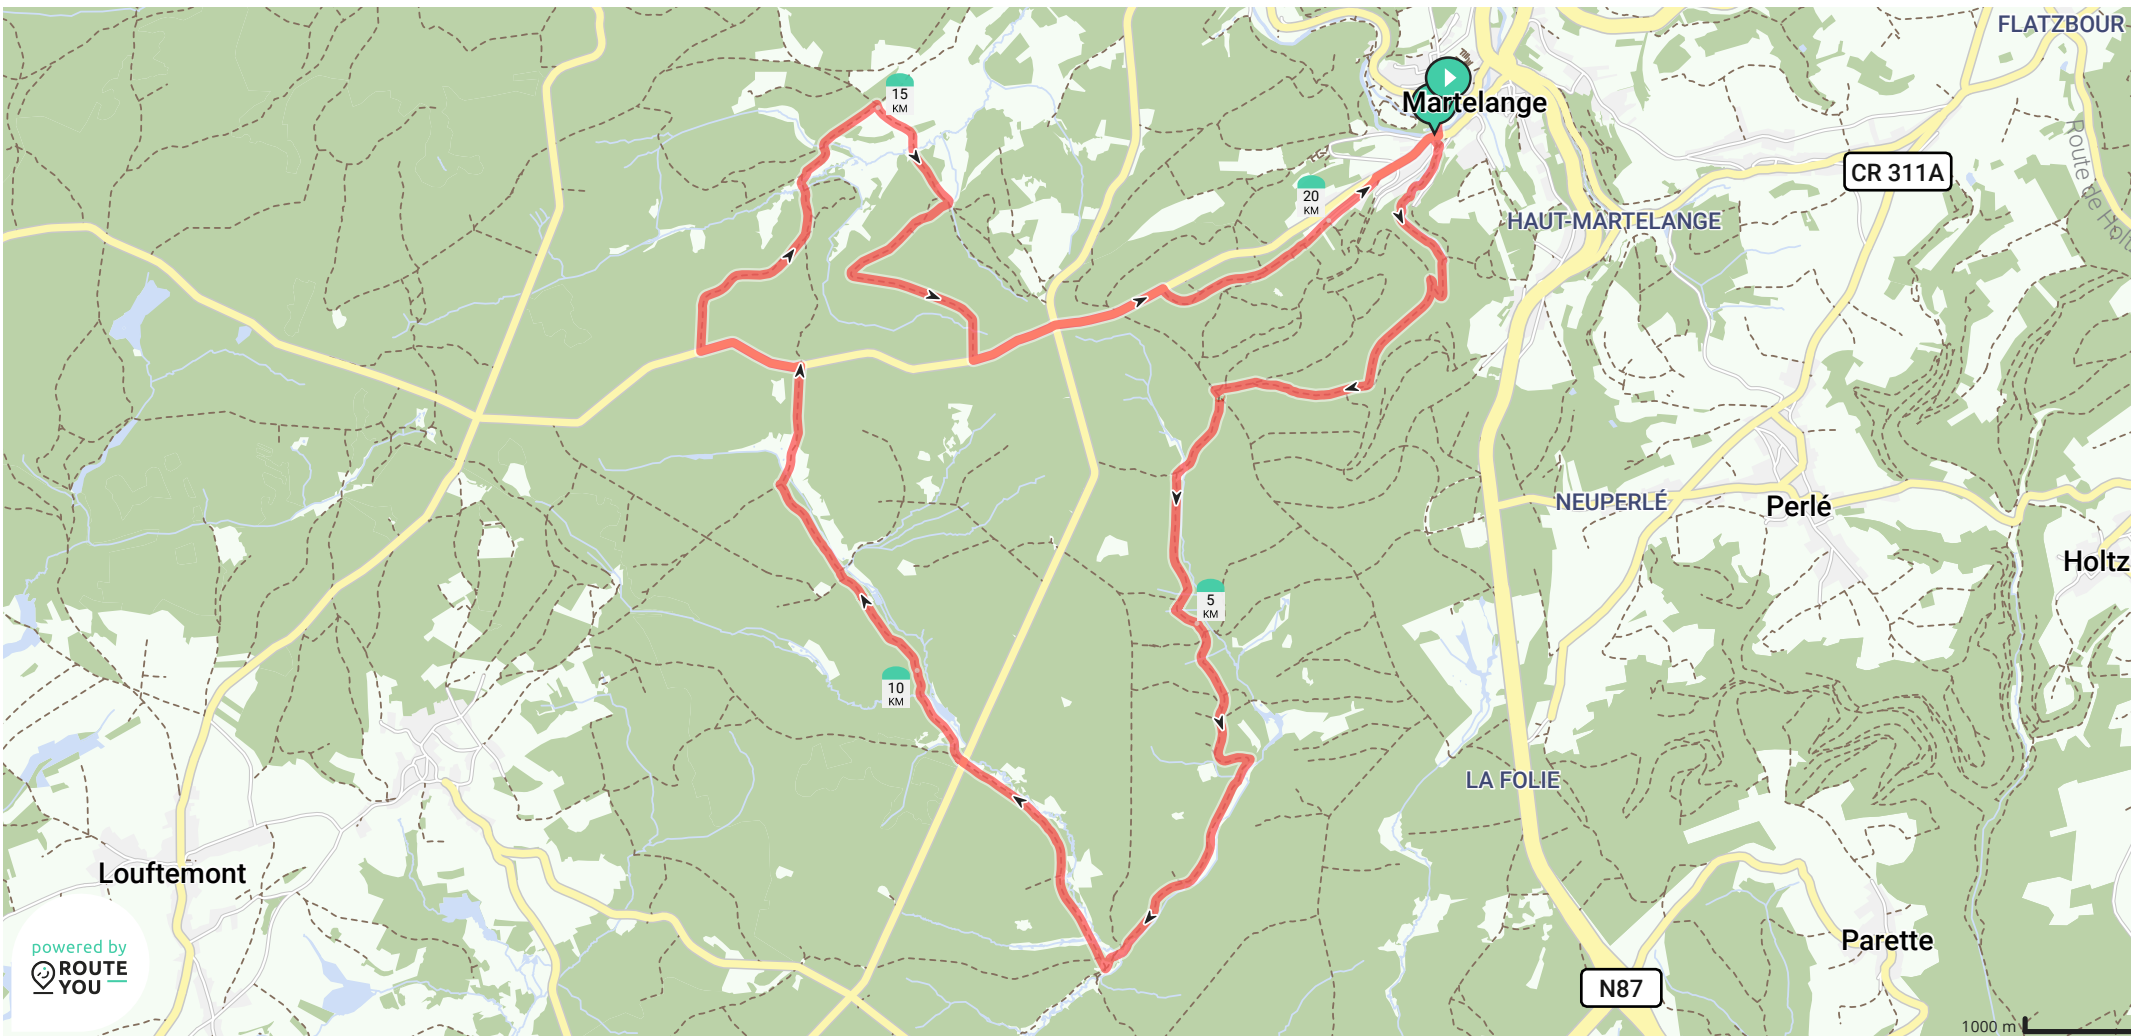 FLATZBOUR
15
KM
Martelange
CR 311A
20
KM
HAUT-MARTELANGE
NEUPERLÉ
Perlé
Holtz
5
KM
10
KM
LA FOLIE
Louftemont
Parette
N87
powered by
ROUTE
YOU
1000 m